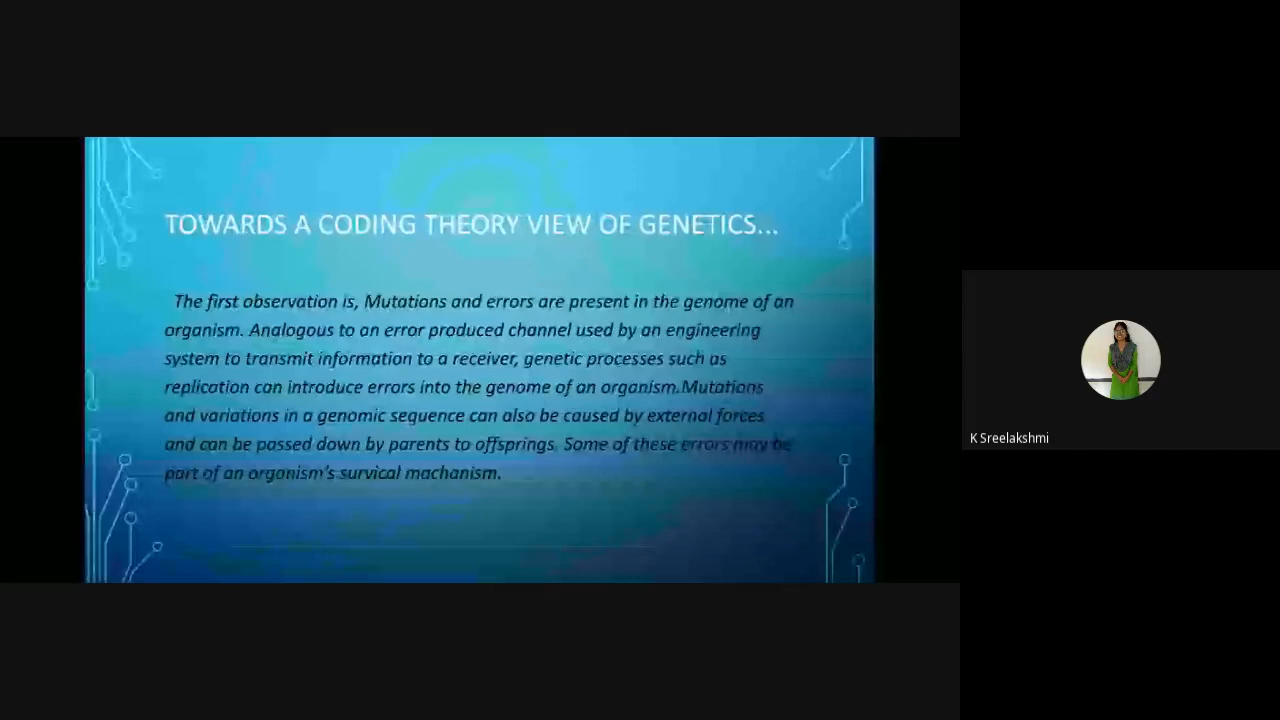 TOWARDS A CODING THEORY VIEW OF GENETICS...
The first observation is, Mutations and errors are present in the genome of an
organism. Analogous to an error produced channel used by an engineering
system to transmit information to a receiver, genetic processes such as
replication can introduce errors into the genome of an organism.Mutations
and variations in a genomic sequence can also be caused by external forces
and can be passed down by parents to offsprings. Some of these errors may be
part of an organism's survical machanism.
K Sreelakshmi